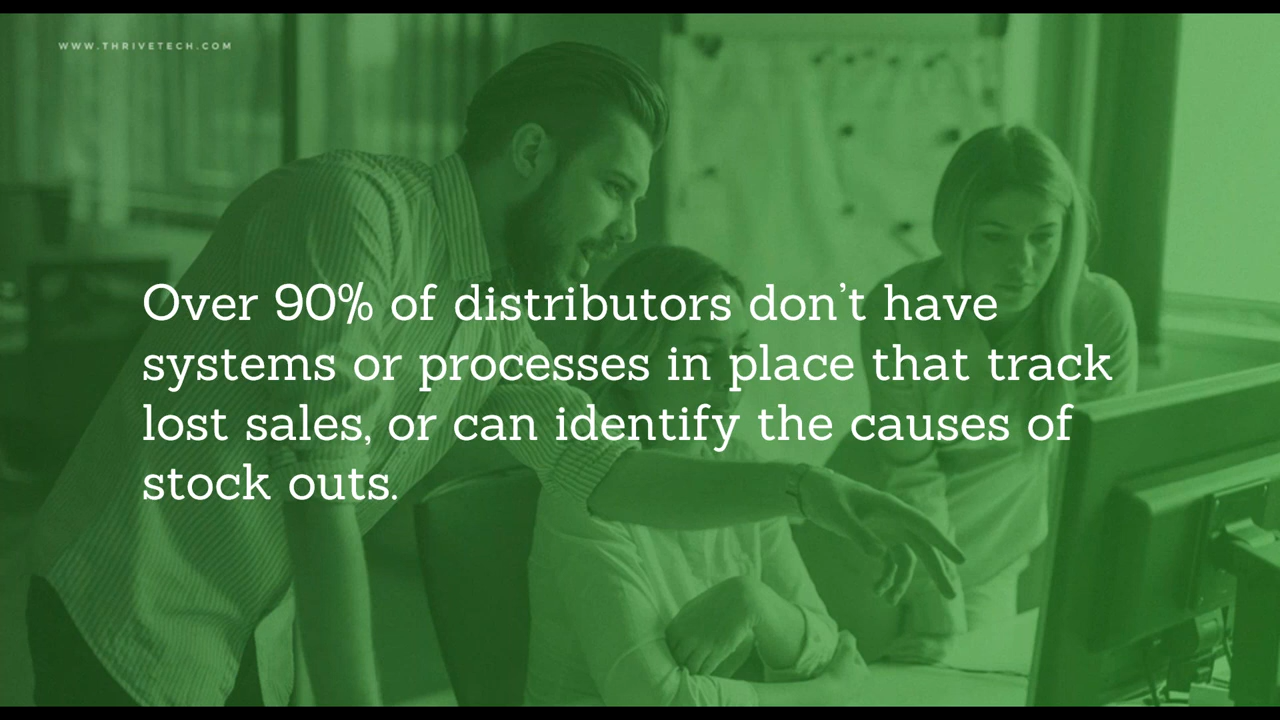 WWW.THRIVETECH.COM
Over 90% of distributors don't have
systems or processes in place that track
lost sales, or can identify the causes of
stock outs.